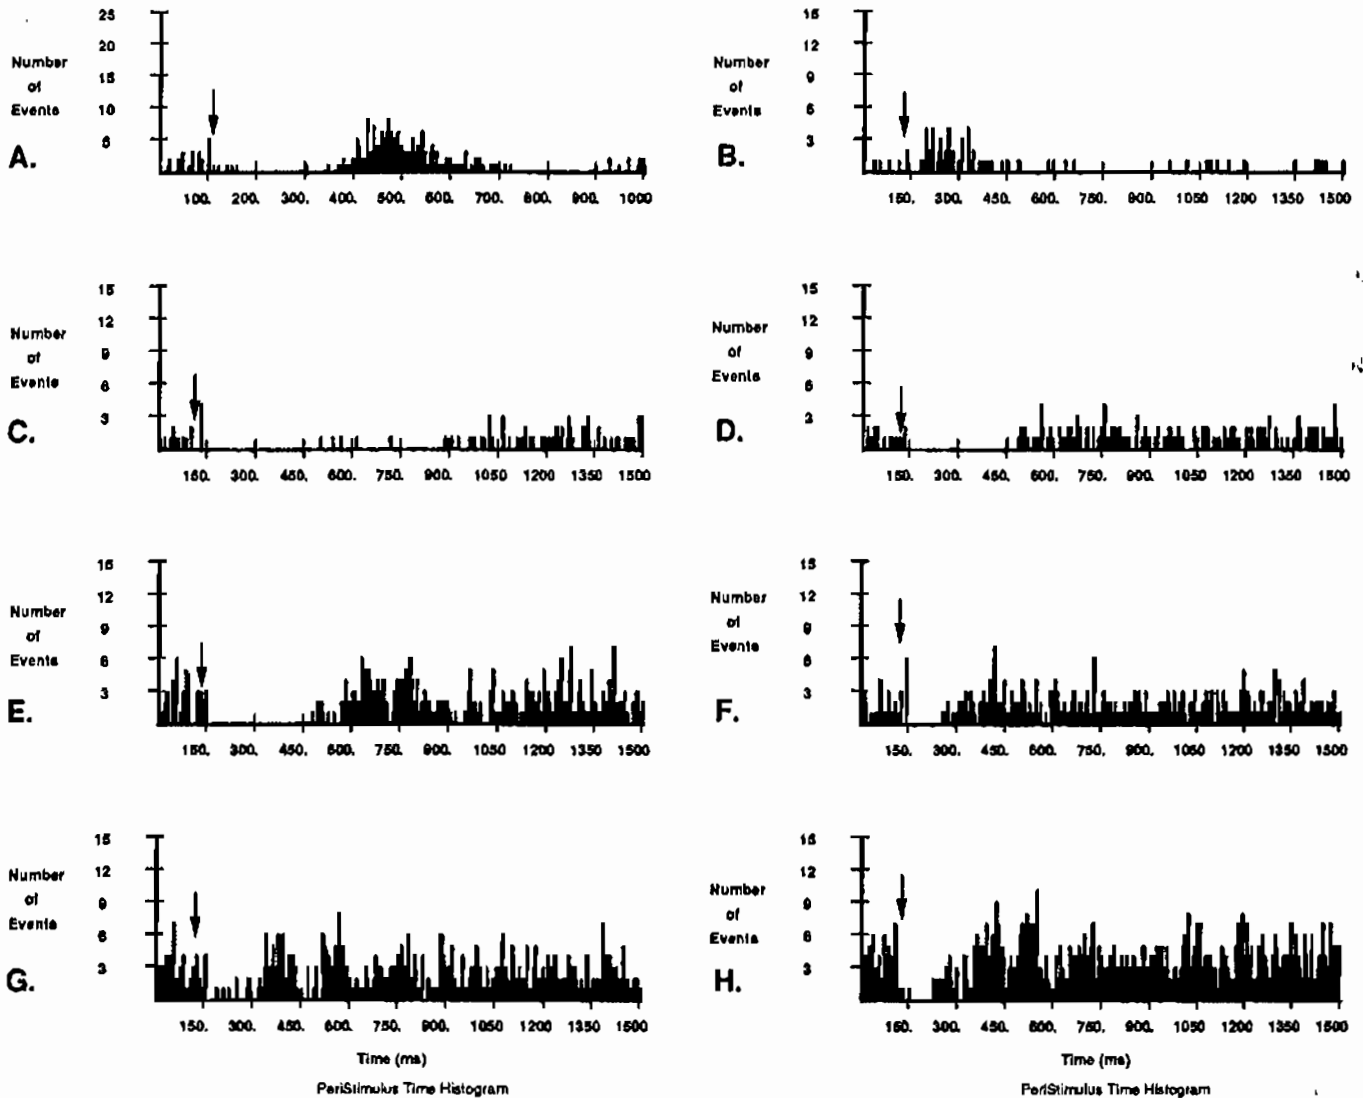 25
20
15
10
5
Number
of
Events
A.
100. 200. 300. 400. 500. 600. 700. 800. 900. 1000
15
12
9
6
3
Number
of
Events
B.
150. 300. 450. 600. 750. 900. 1050 1200 1350 1500
15
12
9
6
3
Number
of
Events
C.
150. 300. 450. 600. 750. 900. 1050 1200 1350 1500
15
12
9
6
3
Number
of
Events
D.
150. 300. 450. 600. 750. 900. 1050 1200 1350 1500
15
12
9
6
3
Number
of
Events
E.
150. 300. 450. 600. 750. 900. 1050 1200 1350 1500
15
12
9
6
3
Number
of
Events
F.
150. 300. 450. 600. 750. 900. 1050 1200 1350 1500
15
12
9
6
3
Number
of
Events
G.
150. 300. 450. 600. 750. 900. 1050 1200 1350 1500
Time (ms)
PeriStimulus Time Histogram
15
12
9
6
3
Number
of
Events
H.
150. 300. 450. 600. 750. 900. 1050 1200 1350 1500
Time (ms)
PeriStimulus Time Histogram